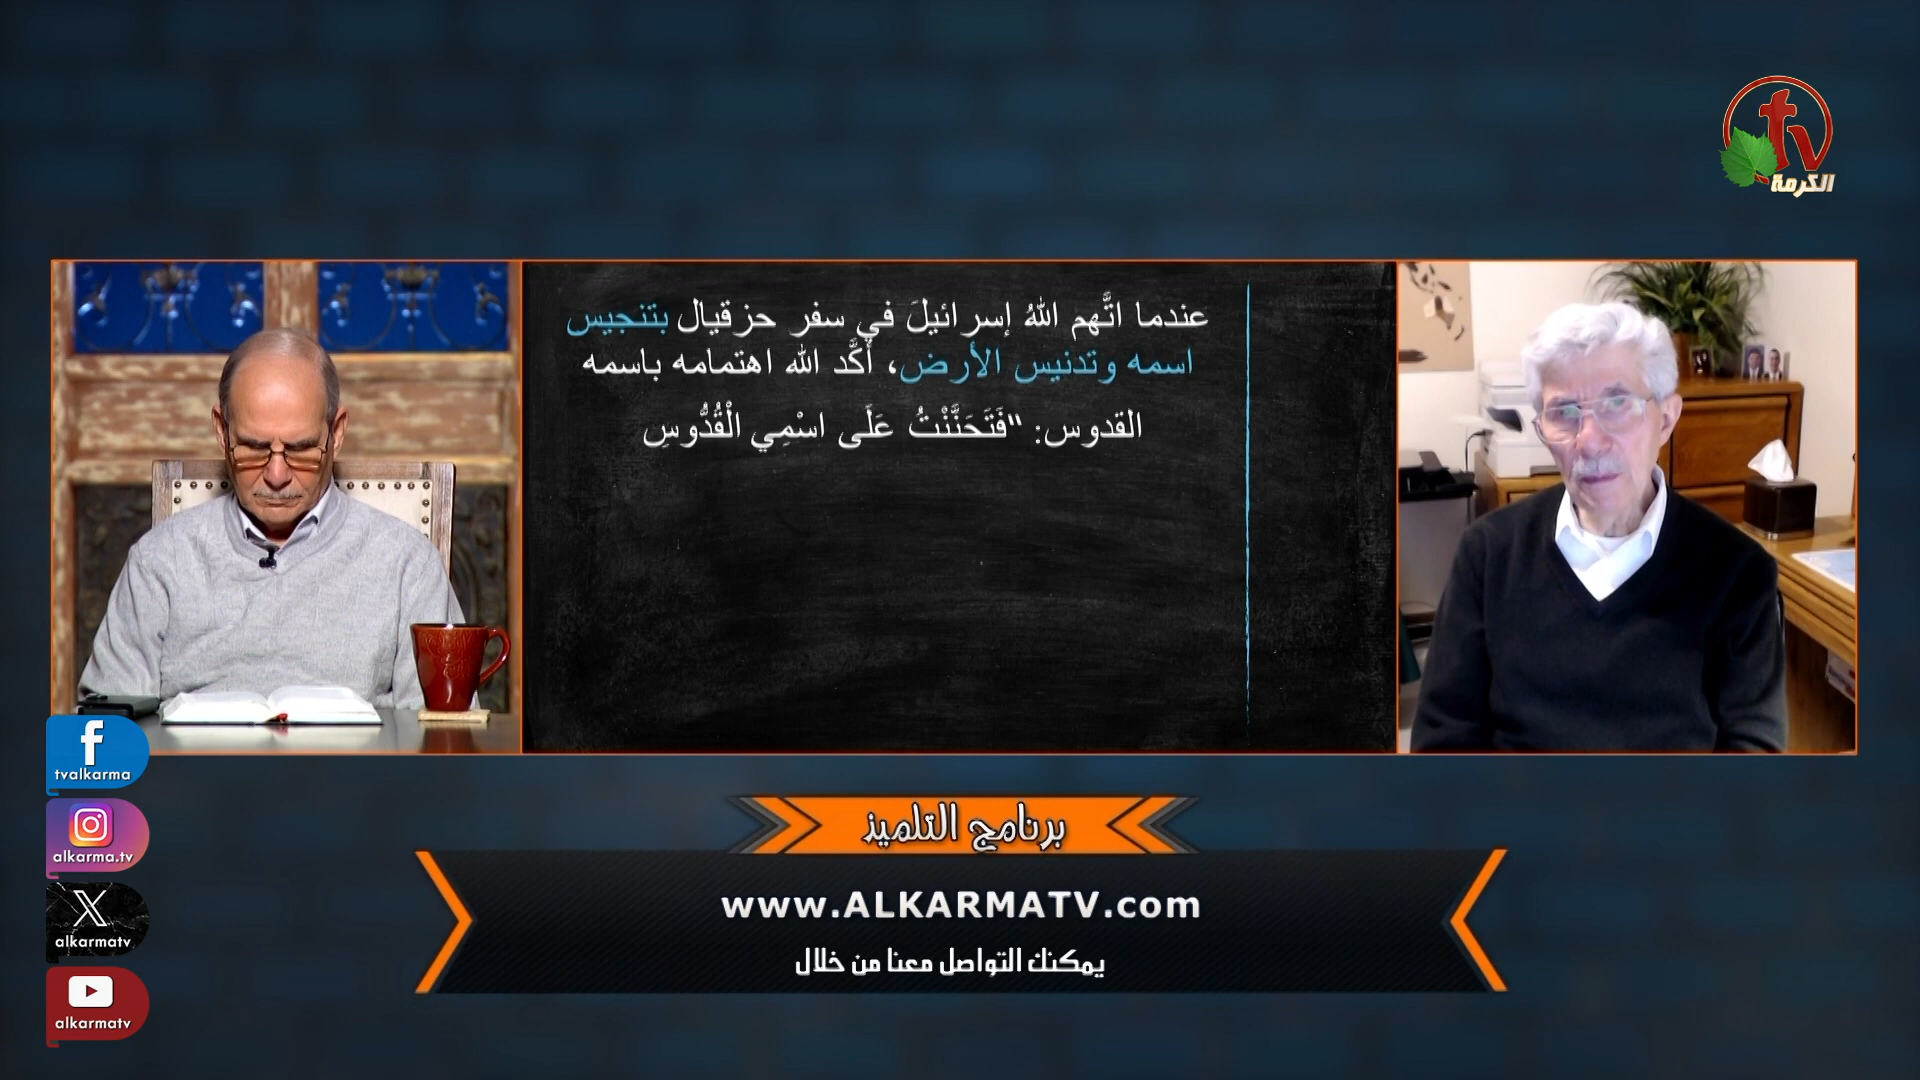 tv
الكرمة
عندما اتَّهم اللهُ إسرائيلَ في سفر حزقيال بتنجيس
اسمه وتدنيس الأرض، أكَّد الله اهتمامه باسمه
القدوس: "فَتَحَنَّنْتُ عَلَى اسْمِي الْقُدُّوسِ
tvalkarma
alkarma.tv
alkarmatv
alkarmatv
برنامج التلميذ
www.ALKARMATV.com
يمكنك التواصل معنا من خلال